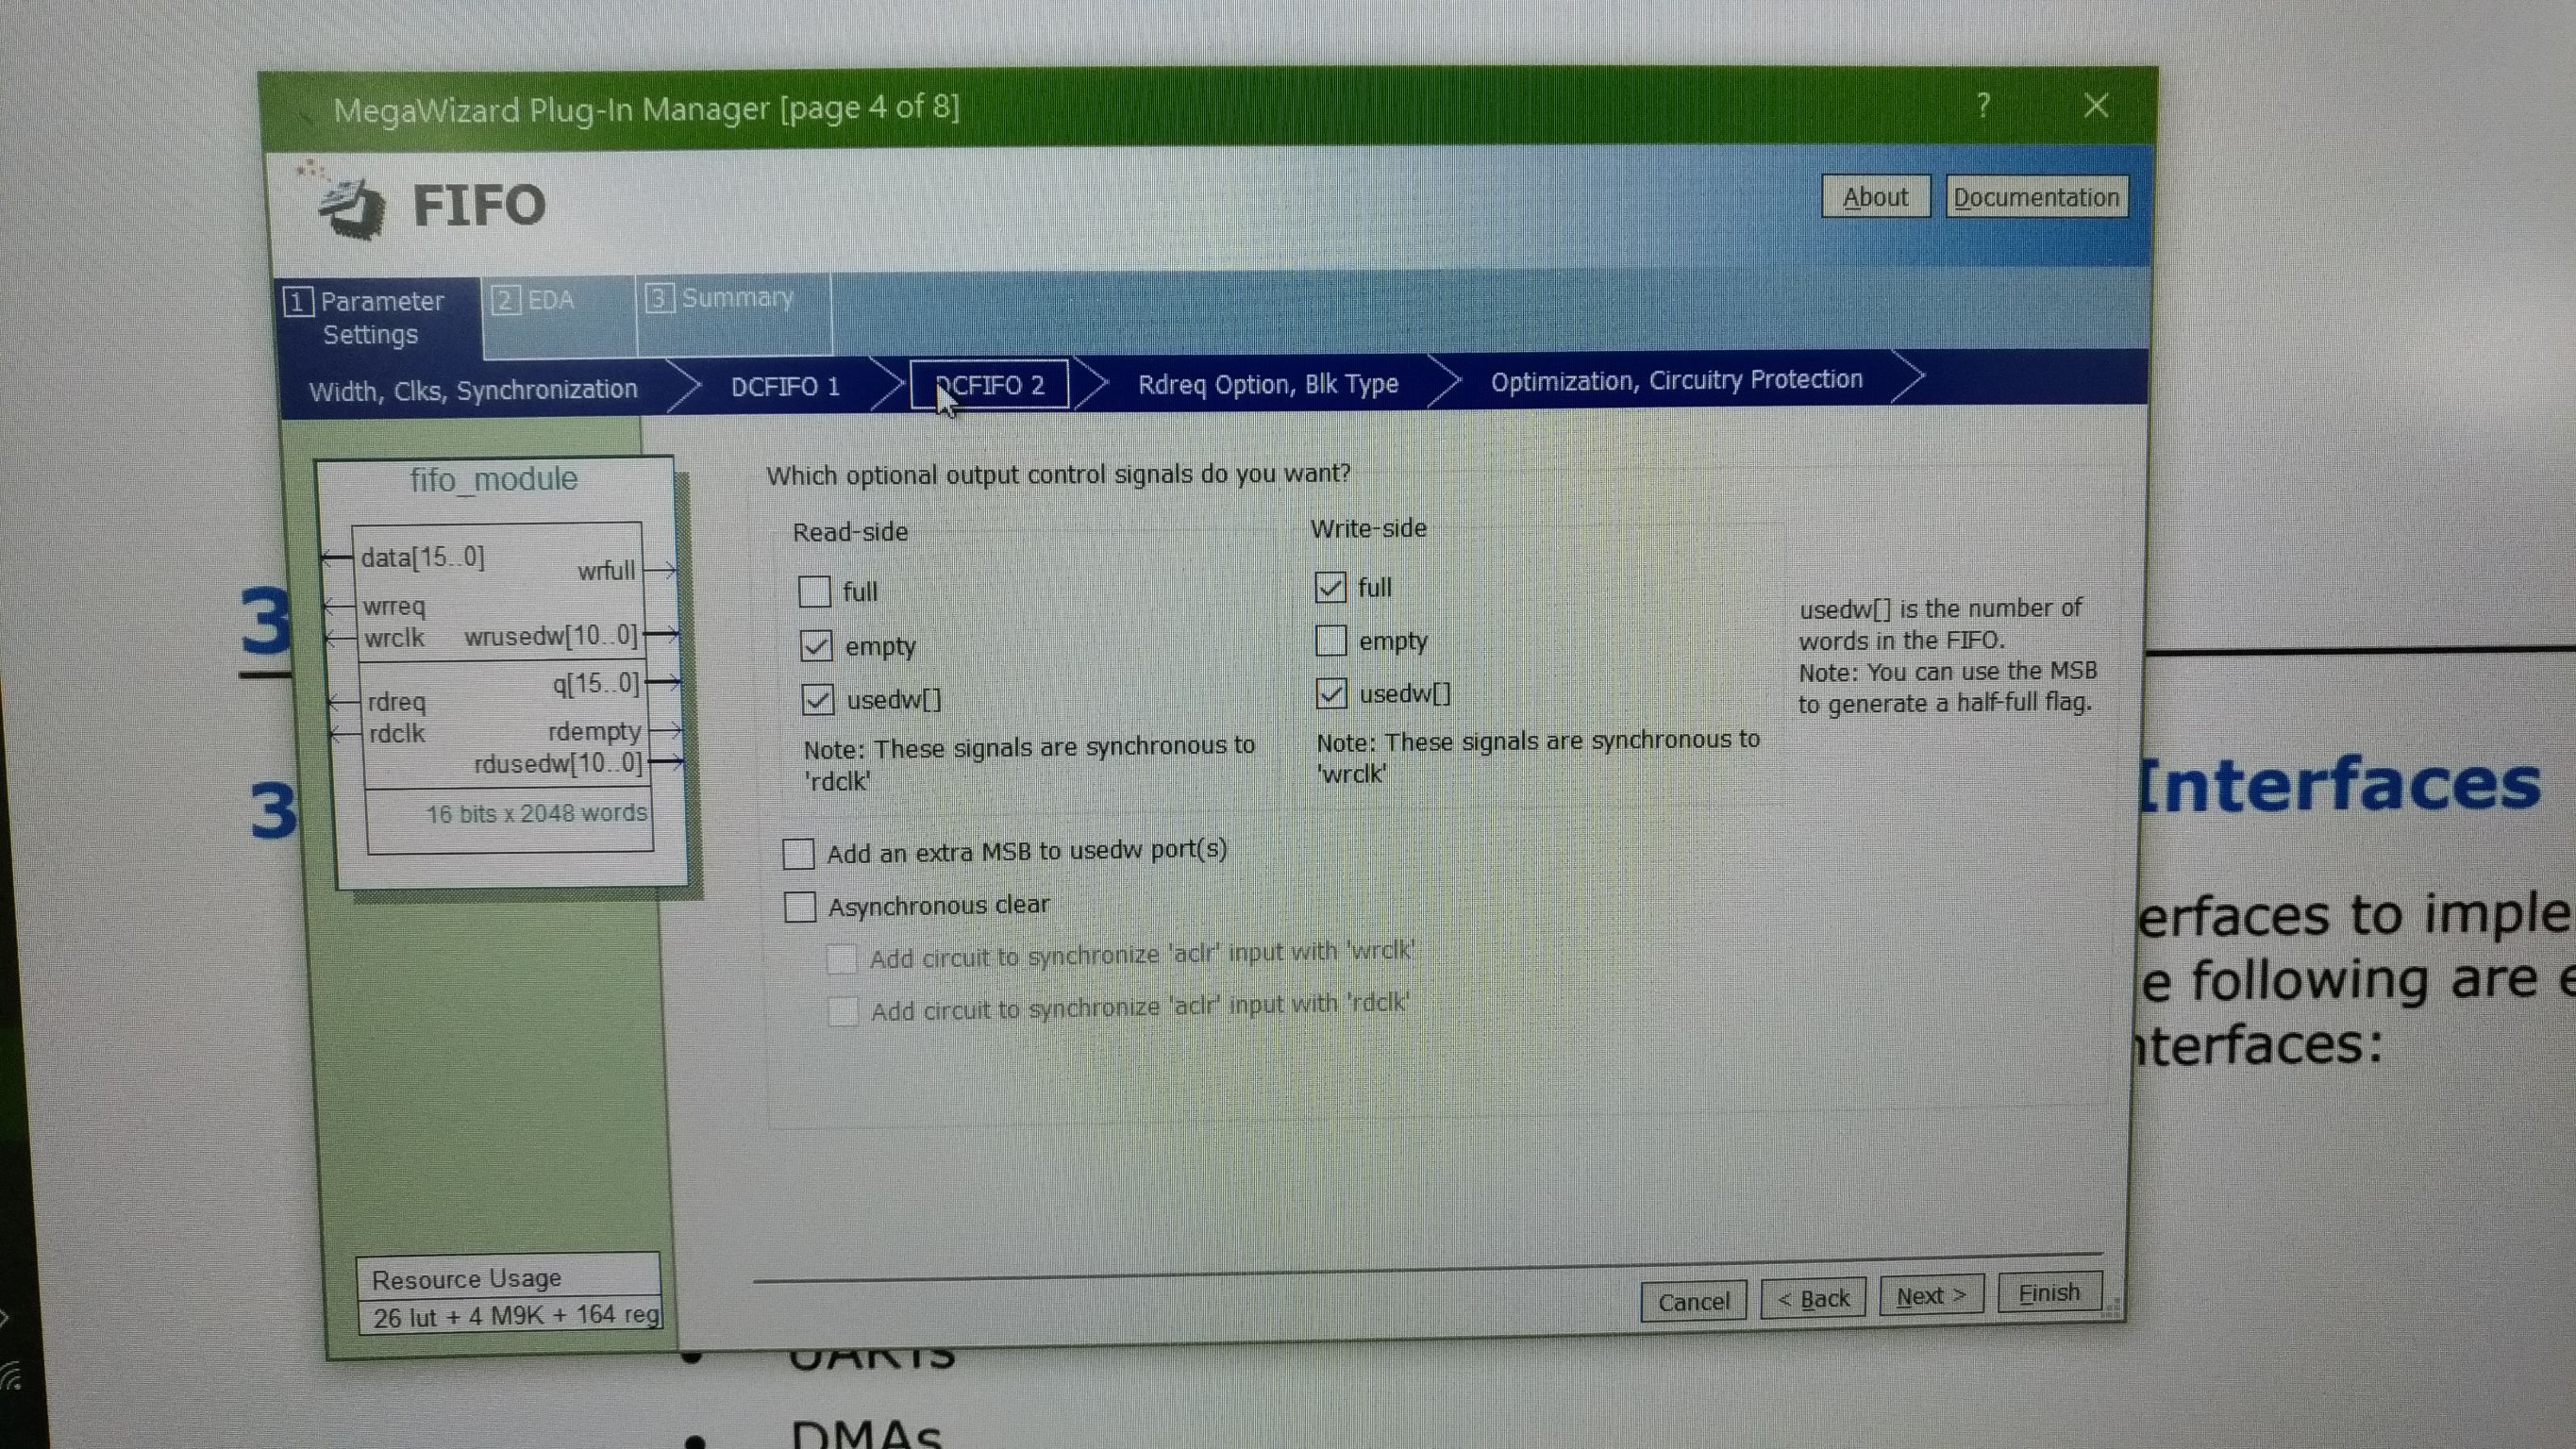 MegaWizard Plug-In Manager [page 4 of 8]
?
FIFO
About
Documentation
1 Parameter
Settings
2 EDA
3 Summary
Width, Clks, Synchronization
DCFIFO 1
DCFIFO 2
Rdreq Option, Blk Type
Optimization, Circuitry Protection
fifo_module
data[15..0]
wrfull
wrreq
wrclk
wrusedw[10..0]
q[15..0]
rdreq
rdclk
rdempty
rdusedw[10..0]
16 bits x 2048 words
Which optional output control signals do you want?
Read-side
full
empty
usedw[]
Note: These signals are synchronous to
'rdclk'
Write-side
full
empty
usedw[]
Note: These signals are synchronous to
'wrclk'
usedw[] is the number of
words in the FIFO.
Note: You can use the MSB
to generate a half-full flag.
Add an extra MSB to usedw port(s)
Asynchronous clear
Add circuit to synchronize 'aclr' input with 'wrclk'
Add circuit to synchronize 'aclr' input with 'rdclk'
Resource Usage
26 lut + 4 M9K + 164 reg
Cancel
< Back
Next >
Finish
3
3
Interfaces
erfaces to imple
e following are e
nterfaces:
• UARTs
• DMAs